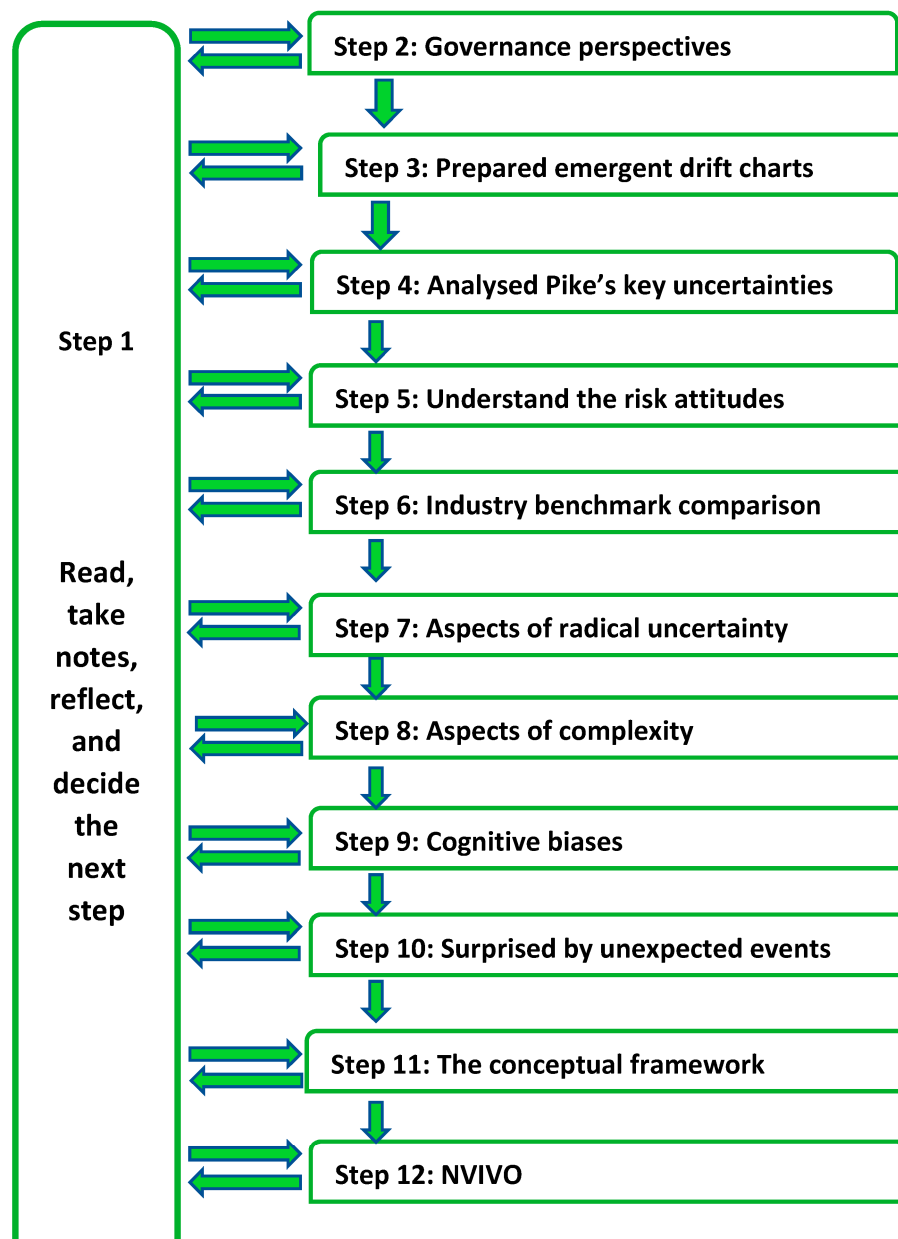 Step 1
Read,
take
notes,
reflect,
and
decide
the
next
step
Step 2: Governance perspectives
Step 3: Prepared emergent drift charts
Step 4: Analysed Pike’s key uncertainties
Step 5: Understand the risk attitudes
Step 6: Industry benchmark comparison
Step 7: Aspects of radical uncertainty
Step 8: Aspects of complexity
Step 9: Cognitive biases
Step 10: Surprised by unexpected events
Step 11: The conceptual framework
Step 12: NVIVO